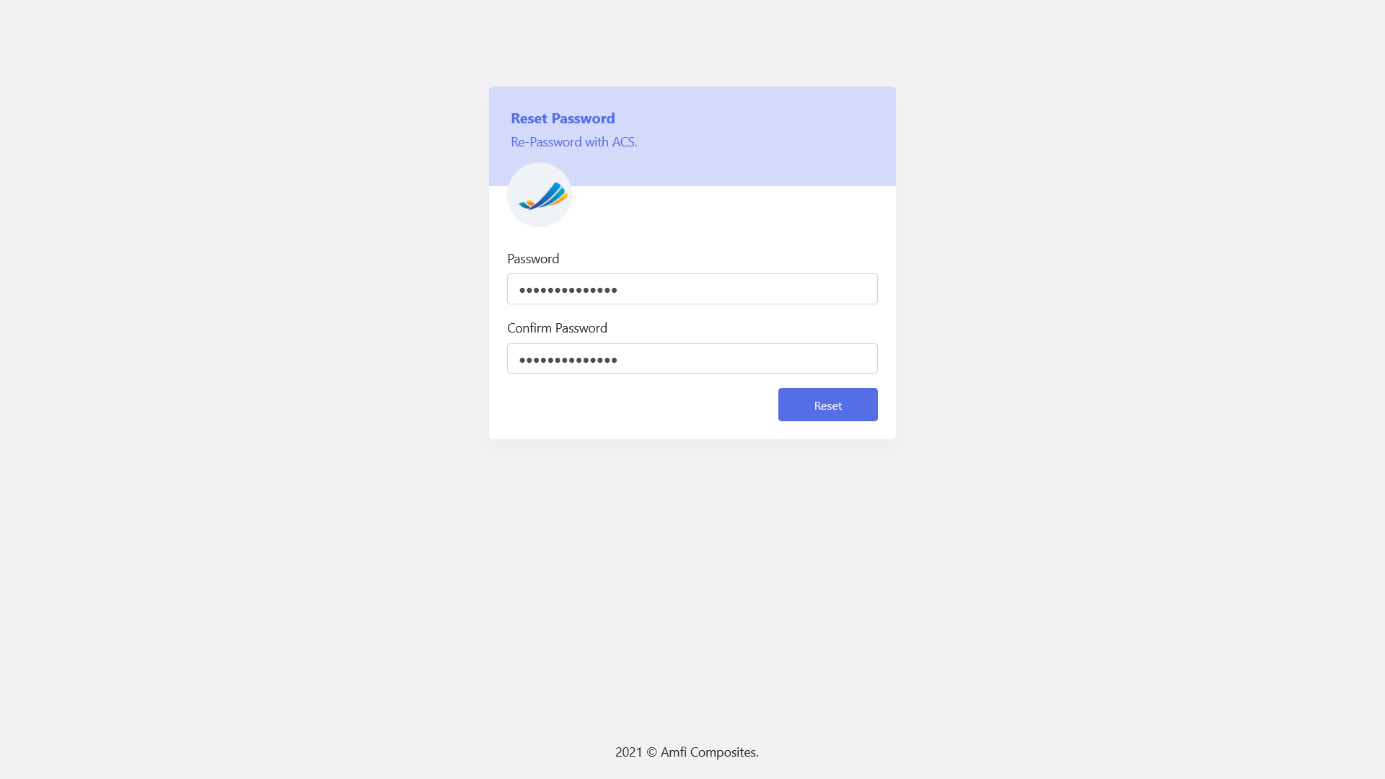 Reset Password
Re-Password with ACS.
Password
••••••••••••••
Confirm Password
••••••••••••••
Reset
2021 © Amfi Composites.